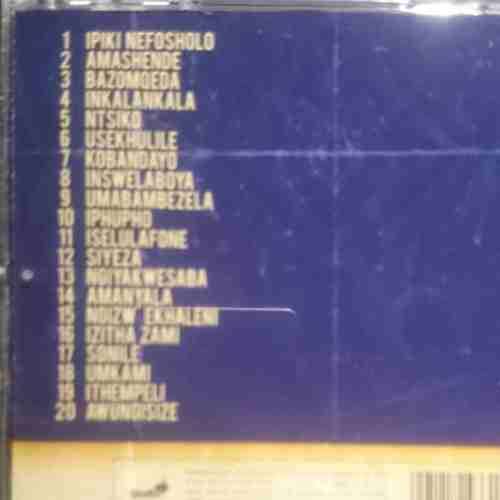 1 IPIKI NEFOSHOLO
2 AMASHENDE
3 BAZOMQEDA
4 INKALANKALA
5 NTSIKO
6 USEKHULILE
7 KOBANDAYO
8 INSWELABOYA
9 UMABAMBEZELA
10 IPHUPHO
11 ISELULAFONE
12 SIYEZA
13 NGIYAKWESABA
14 AMANYALA
15 NGIZW' EKHALENI
16 IZITHA ZAMI
17 SONILE
18 UMKAMI
19 ITHEMPELI
20 AWUNGISIZE